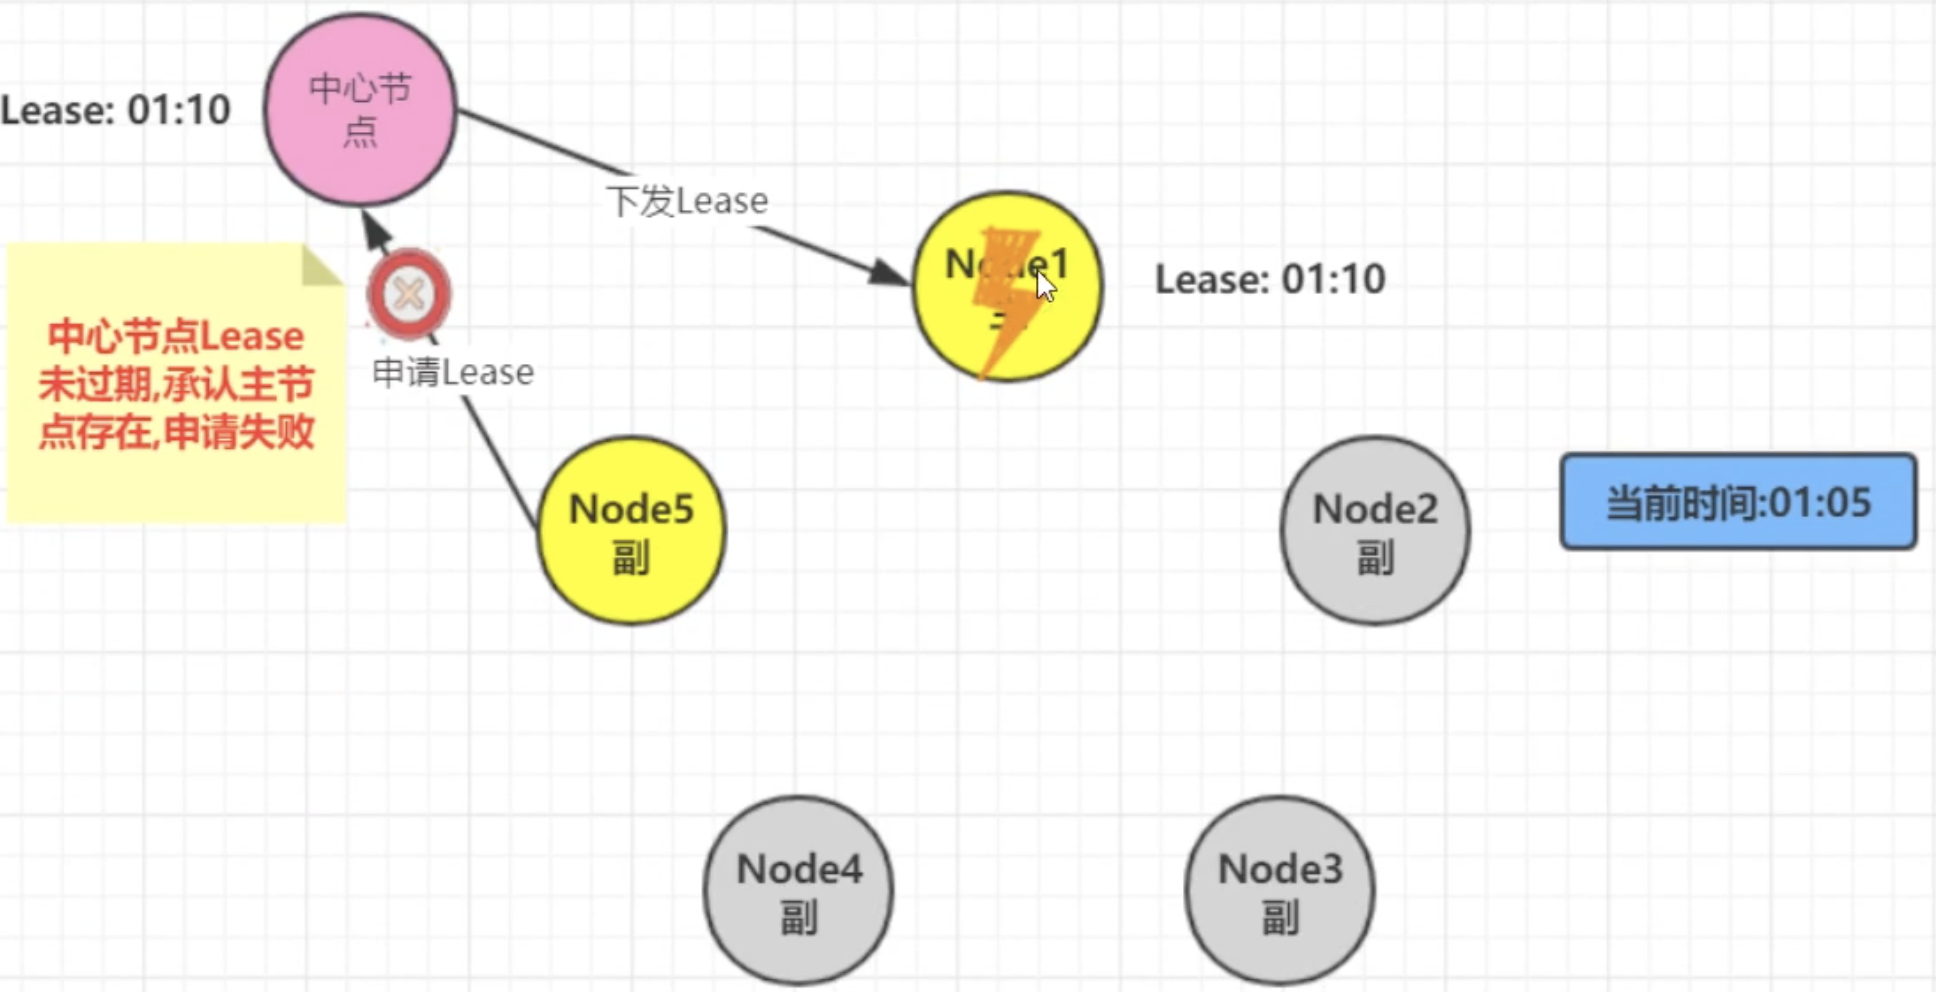 中心节
点
Lease: 01:10
下发Lease
Node1
Lease: 01:10
中心节点Lease
未过期,承认主节
点存在,申请失败
申请Lease
Node5
副
Node2
副
当前时间:01:05
Node4
副
Node3
副